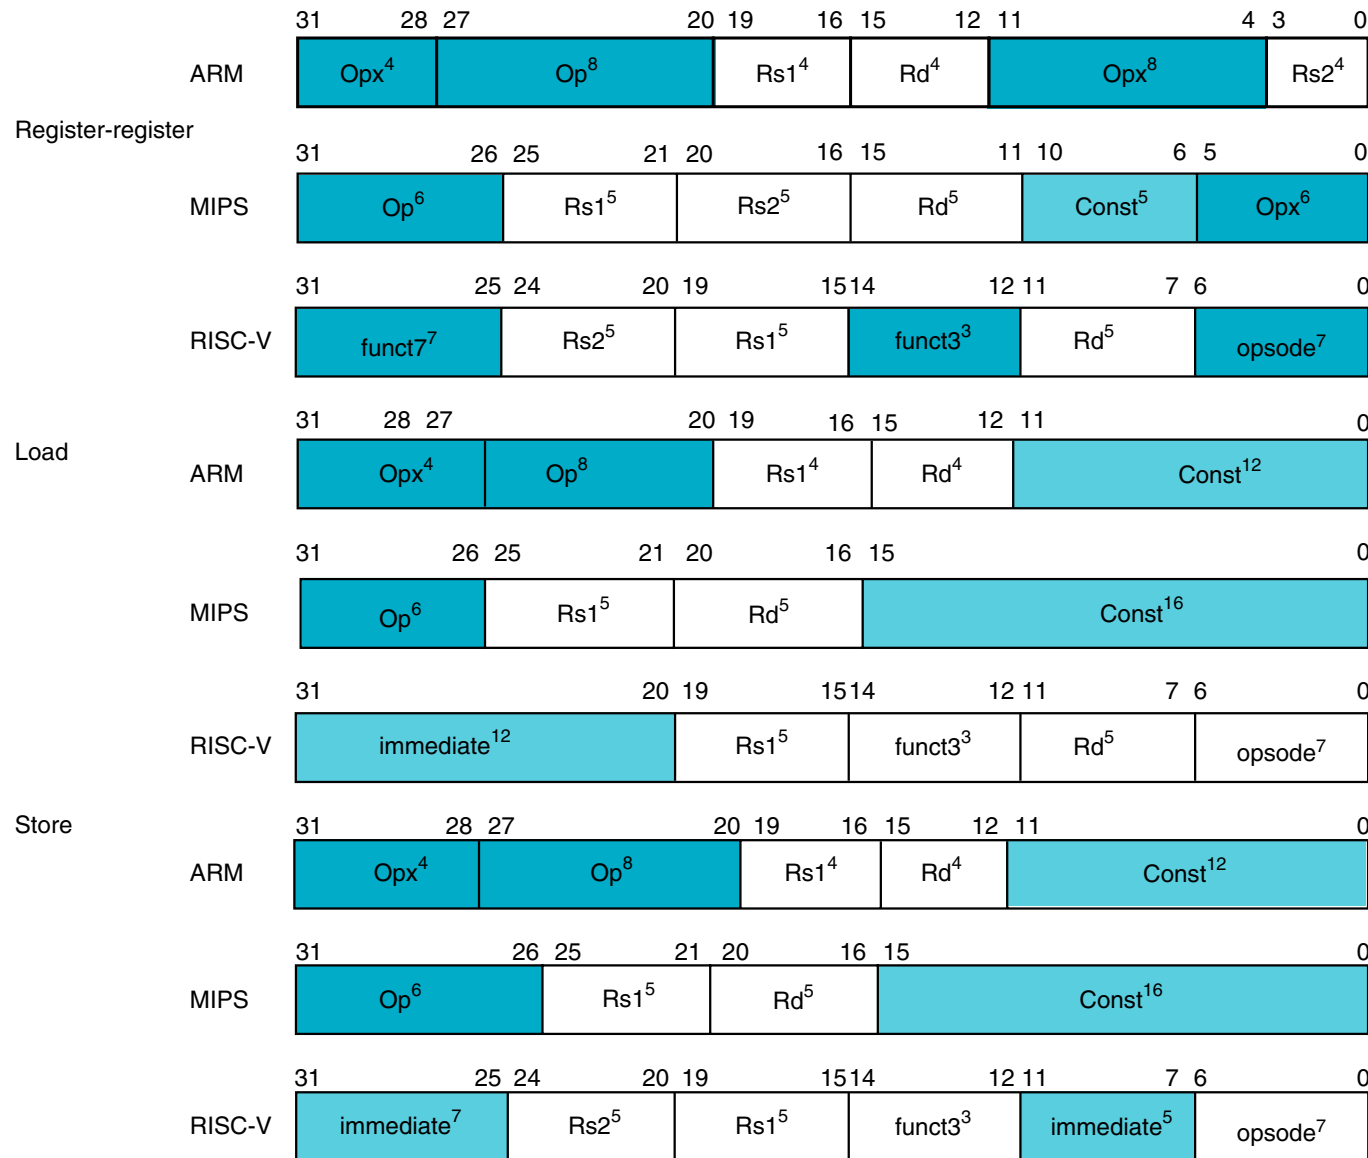 31 28 27 20 19 16 15 12 11 4 3 0
ARM Opx4 Op8 Rs14 Rd4 Opx8 Rs24
Register-register
31 26 25 21 20 16 15 11 10 6 5 0
MIPS Op6 Rs15 Rs25 Rd5 Const5 Opx6
31 25 24 20 19 15 14 12 11 7 6 0
RISC-V funct77 Rs25 Rs15 funct33 Rd5 opsode7
31 28 27 20 19 16 15 12 11 0
Load
ARM Opx4 Op8 Rs14 Rd4 Const12
31 26 25 21 20 16 15 0
MIPS Op6 Rs15 Rd5 Const16
31 20 19 15 14 12 11 7 6 0
RISC-V immediate12 Rs15 funct33 Rd5 opsode7
Store
31 28 27 20 19 16 15 12 11 0
ARM Opx4 Op8 Rs14 Rd4 Const12
31 26 25 21 20 16 15 0
MIPS Op6 Rs15 Rd5 Const16
31 25 24 20 19 15 14 12 11 7 6 0
RISC-V immediate7 Rs25 Rs15 funct33 immediate5 opsode7